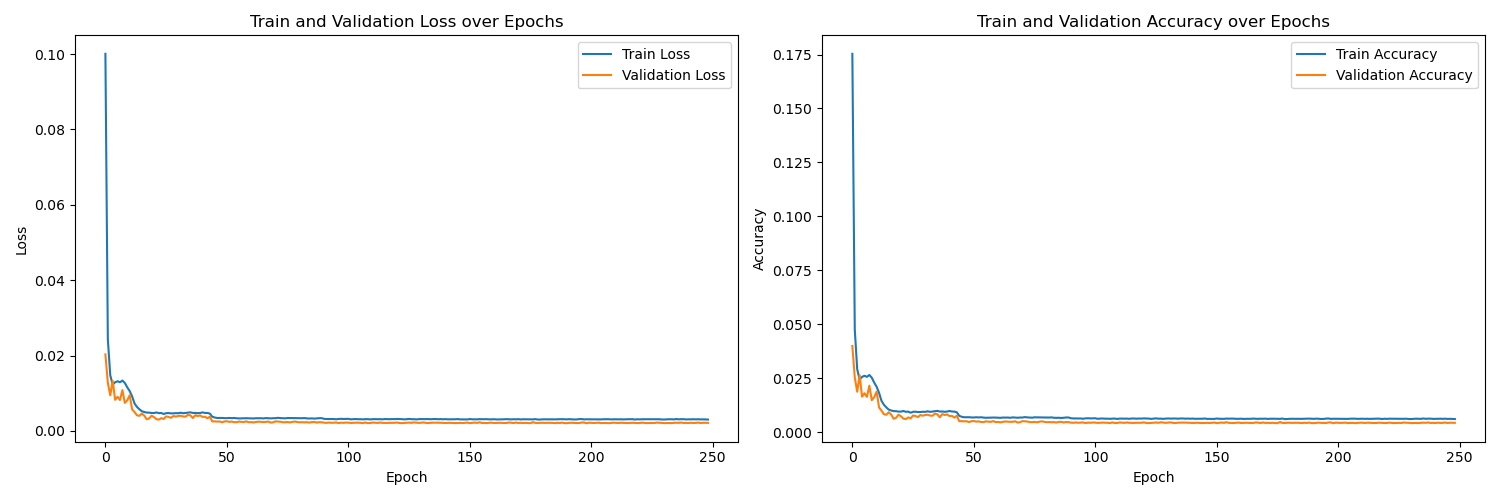 Train and Validation Loss over Epochs
Train Loss
Validation Loss
0.10
0.08
0.06
0.04
0.02
0.00
Loss
0
50
100
150
200
250
Epoch
Train and Validation Accuracy over Epochs
Train Accuracy
Validation Accuracy
0.175
0.150
0.125
0.100
0.075
0.050
0.025
0.000
Accuracy
0
50
100
150
200
250
Epoch